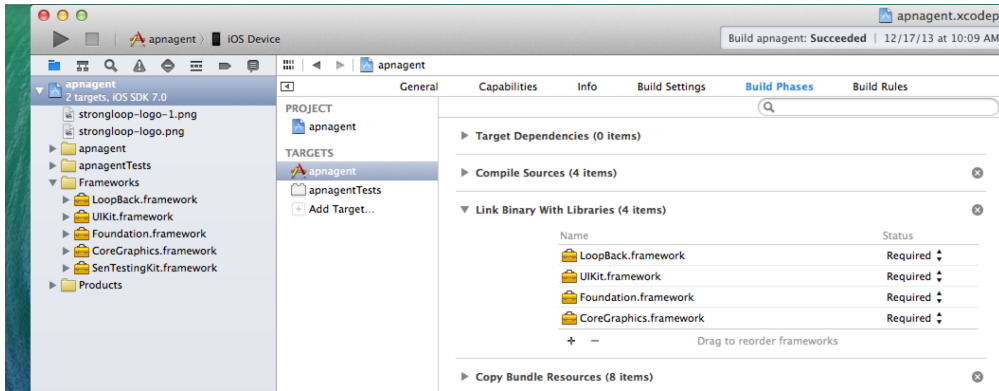 apnagent.xcodep
apnagent 〉 iOS Device
Build apnagent: Succeeded | 12/17/13 at 10:09 AM
apnagent
apnagent
2 targets, iOS SDK 7.0
strongloop-logo-1.png
strongloop-logo.png
apnagent
apnagentTests
Frameworks
LoopBack.framework
UIKit.framework
Foundation.framework
CoreGraphics.framework
SenTestingKit.framework
Products
General Capabilities Info Build Settings Build Phases Build Rules
PROJECT
apnagent
TARGETS
apnagent
apnagentTests
Add Target...
Target Dependencies (0 items)
Compile Sources (4 items)
Link Binary With Libraries (4 items)
Name Status
LoopBack.framework Required
UIKit.framework Required
Foundation.framework Required
CoreGraphics.framework Required
+ − Drag to reorder frameworks
Copy Bundle Resources (8 items)